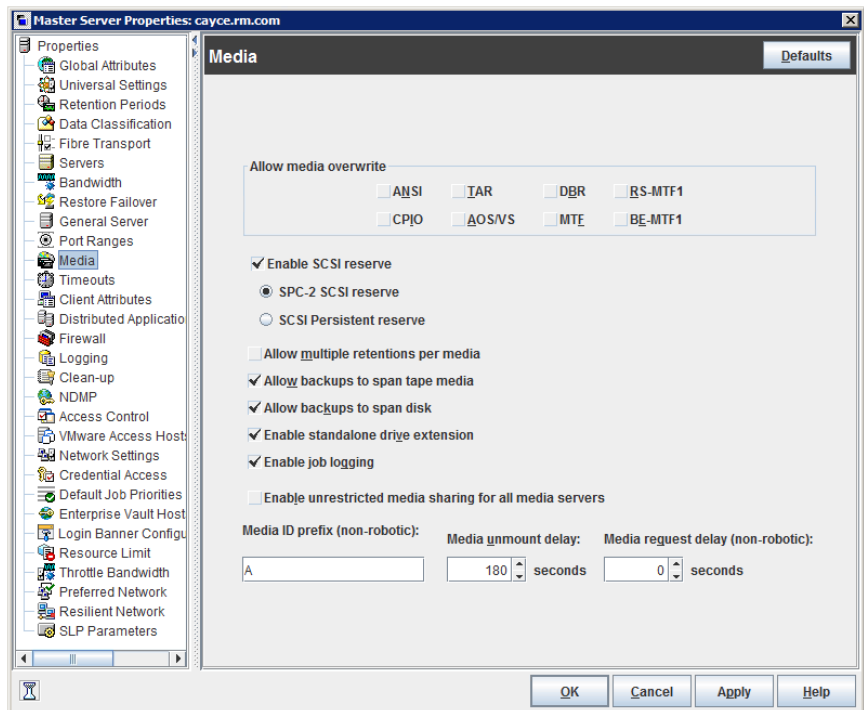 Master Server Properties: cayce.rm.com
Properties
Global Attributes
Universal Settings
Retention Periods
Data Classification
Fibre Transport
Servers
Bandwidth
Restore Failover
General Server
Port Ranges
Media
Timeouts
Client Attributes
Distributed Applicatio
Firewall
Logging
Clean-up
NDMP
Access Control
VMware Access Hosts
Network Settings
Credential Access
Default Job Priorities
Enterprise Vault Host
Login Banner Configu
Resource Limit
Throttle Bandwidth
Preferred Network
Resilient Network
SLP Parameters
Media
Defaults
Allow media overwrite
ANSI TAR DBR RS-MTF1
CPIO AOS/VS MTF BE-MTF1
Enable SCSI reserve
SPC-2 SCSI reserve
SCSI Persistent reserve
Allow multiple retentions per media
Allow backups to span tape media
Allow backups to span disk
Enable standalone drive extension
Enable job logging
Enable unrestricted media sharing for all media servers
Media ID prefix (non-robotic): Media unmount delay: Media request delay (non-robotic):
A 180 seconds 0 seconds
OK Cancel Apply Help